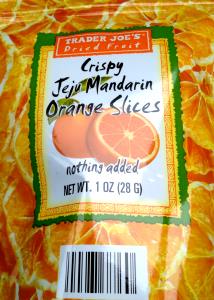 TRADER JOE'S
Dried Fruit
Crispy
Jeju Mandarin
Orange Slices
nothing added
NET WT. 1 OZ (28 G)